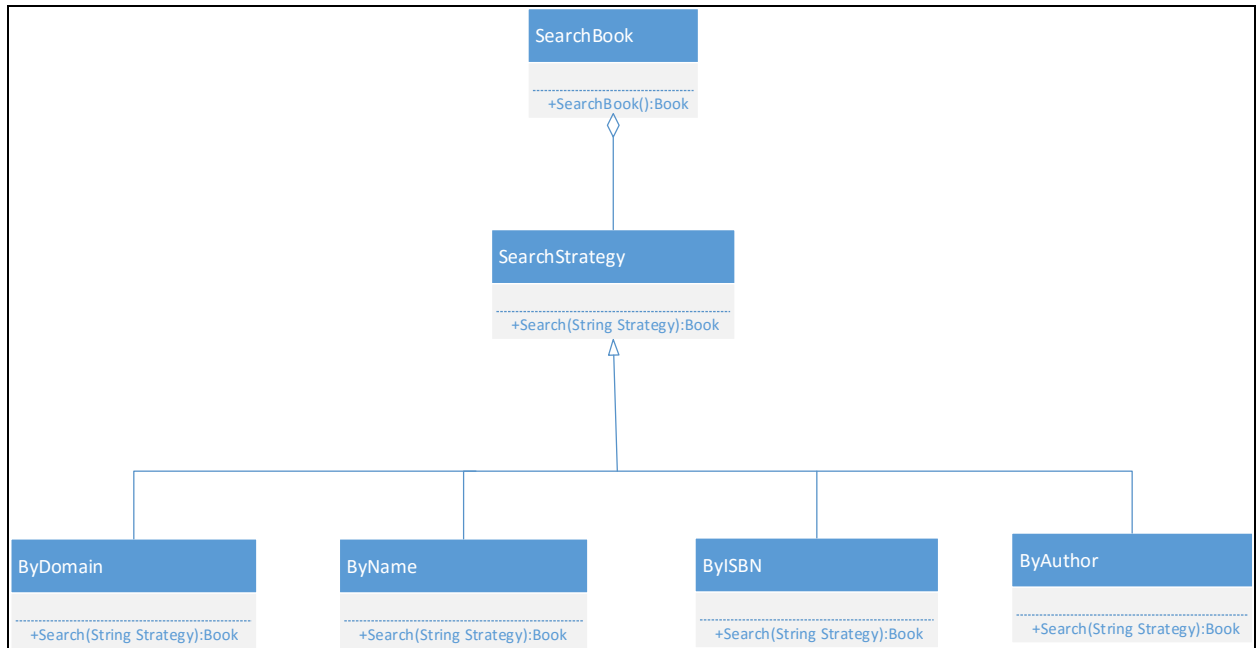 SearchBook
+SearchBook():Book
SearchStrategy
+Search(String Strategy):Book
ByDomain
+Search(String Strategy):Book
ByName
+Search(String Strategy):Book
ByISBN
+Search(String Strategy):Book
ByAuthor
+Search(String Strategy):Book